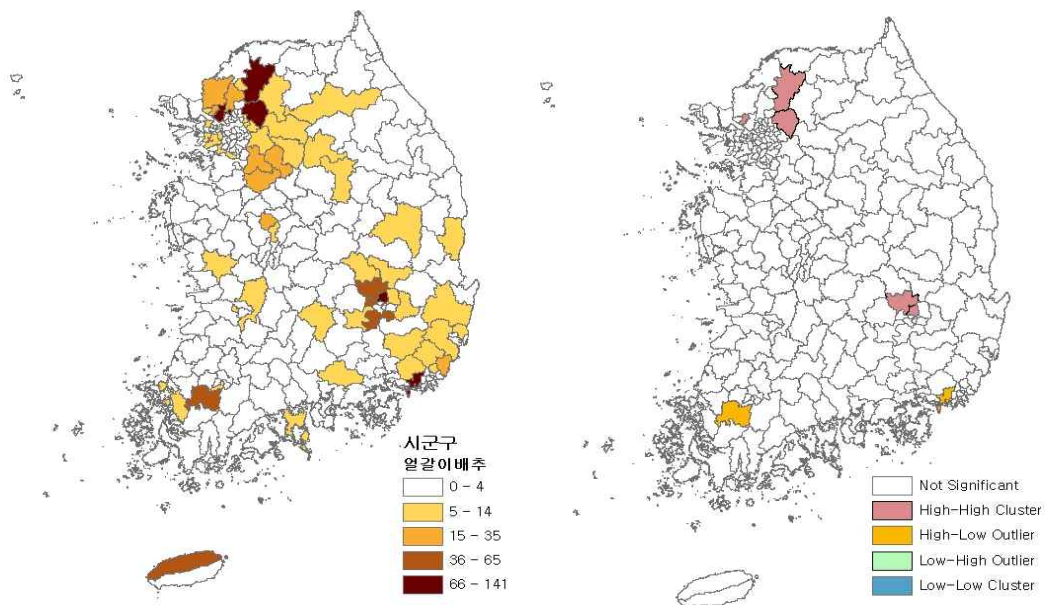 시군구
얼갈이배추
0 - 4
5 - 14
15 - 35
36 - 65
66 - 141
Not Significant
High-High Cluster
High-Low Outlier
Low-High Outlier
Low-Low Cluster